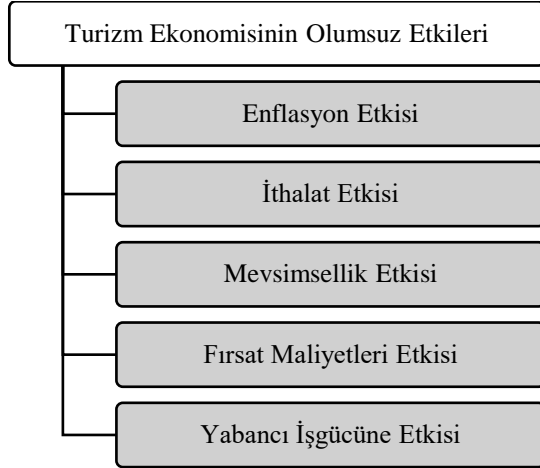 Turizm Ekonomisinin Olumsuz Etkileri
Enflasyon Etkisi
İthalat Etkisi
Mevsimsellik Etkisi
Fırsat Maliyetleri Etkisi
Yabancı İşgücüne Etkisi